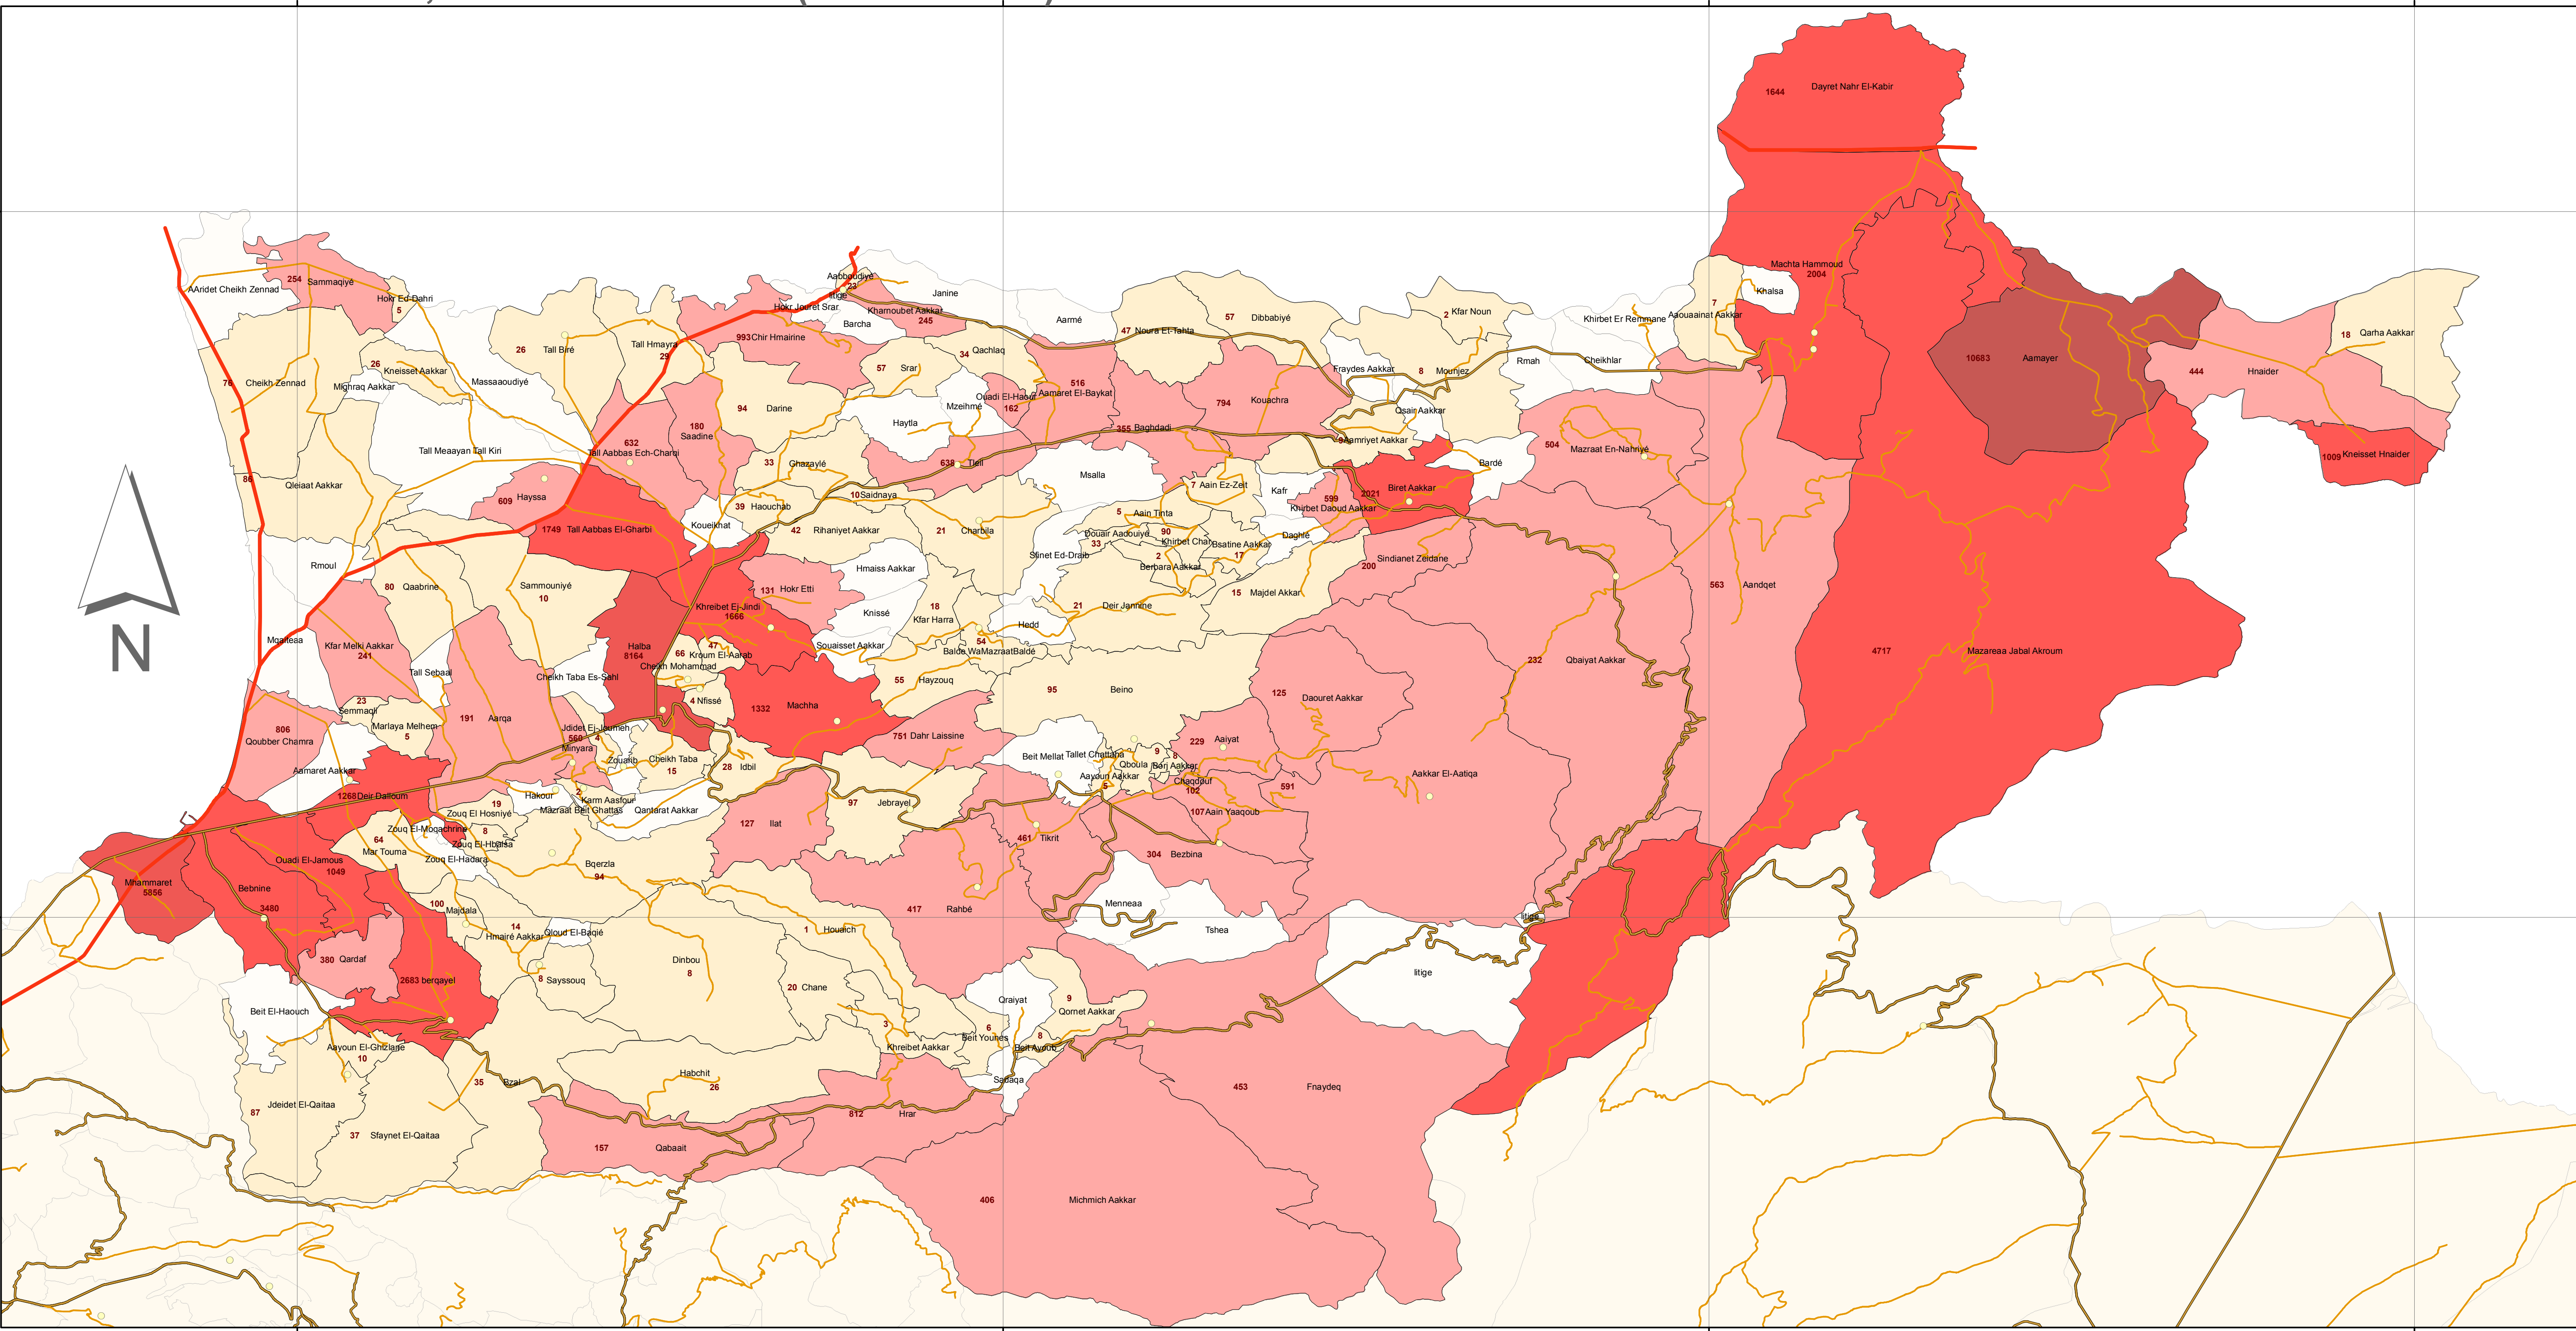 1644 Dayret Nahr El-Kabir
Machta Hammoud
2004
AAridet Cheikh Zennad
254 Sammaqiyé
Hokr Ed-Dahri
5
Aabboudiyé
23
litige
Janine
Hokr Jouret Srar
Kharnoubet Aakkar
245
Barcha
Aarmé
47 Noura Et-Tahta
57 Dibbabiyé
2 Kfar Noun
Khirbet Er Remmane
7
Aaouainat Aakkar
Khalsa
10683 Aamayer
444 Hnaider
18 Qarha Aakkar
1009 Kneisset Hnaider
26 Tall Biré
Tall Hmayra
29
993 Chir Hmairine
34 Qachlaq
57 Srar
26
Kneisset Aakkar
Mighraq Aakkar
Massaaoudiyé
76 Cheikh Zennad
Fraydes Aakkar
8 Mounjez
Rmah
Cheikhlar
516
Aamaret El-Baykat
Ouadi El-Haour
162
Mzeihmé
Haytla
794 Kouachra
Qsair Aakkar
94 Darine
180
Saadine
632
Tall Aabbas Ech-Charqi
355 Baghdadi
9 Aamriyet Aakkar
504 Mazraat En-Nahriyé
Tall Meaayan Tall Kiri
33 Ghazaylé
638 Tleil
Msalla
Bardé
86 Qleiaat Aakkar
609 Hayssa
10 Saidnaya
7 Aain Ez-Zeit
Kafr
599
Khirbet Daoud Aakkar
2021 Biret Aakkar
39 Haouchab
Koueikhat
1749 Tall Aabbas El-Gharbi
42 Rihaniyet Aakkar
21 Charbila
5 Aain Tinta
Douair Aadouiyé
33
90
Khirbet Char
Bsatine Aakkar
17
Daghlé
2
Berbara Aakkar
Slinet Ed-Draib
Sindianet Zeidane
200
Rmoul
Hmaiss Aakkar
80 Qaabrine
Sammouniyé
10
131 Hokr Etti
15 Majdel Akkar
563 Aandqet
Khreibet Ej-Jindi
1666
Knissé
18
Kfar Harra
21 Deir Jannine
Hedd
Mqaiteaa
Kfar Melki Aakkar
241
Halba
8164
66
47
Kroum El-Aarab
Cheikh Mohammad
Souaisset Aakkar
54
Balde WaMazraatBaldé
232 Qbaiyat Aakkar
4717 Mazareaa Jabal Akroum
Tall Sebaal
Cheikh Taba Es-Sahl
55 Hayzouq
95 Beino
125 Daouret Aakkar
23
Semmaqli
4 Nfissé
1332 Machha
191 Aarqa
Marlaya Melhem
5
806
Qoubber Chamra
Jdidet Ej-Joumeh
560 4
Minyara
751 Dahr Laissine
229 Aaiyat
Aamaret Aakkar
Zouarib
Cheikh Taba
15
28 Idbil
Beit Mellat
Tallet Chattaha
9
8
Qboula
Borj Aakkar
Aayoun Aakkar
5
Chaqdouf
102
591
Aakkar El-Aatiqa
1268 Deir Dalloum
Hakour
2
Karm Aasfour
19
Zouq El Hosniyé
Mazraat Beit Ghattas
Qantarat Aakkar
97 Jebrayel
107 Aain Yaaqoub
127 Ilat
Zouq El-Moqachrine
8
64
Mar Touma
Zouq El-Hadara
461 Tikrit
304 Bezbina
Ouadi El-Jamous
1049
Bqerzla
94
Mhammaret
5856
Bebnine
3480
100
Majdala
Menneaa
417 Rahbé
litige
14
Hmairé Aakkar
Qloud El-Baqié
1 Houaich
Tshea
380 Qardaf
Dinbou
8
litige
2683 berqayel
8 Sayssouq
20 Chane
Qraiyat
9
Qornet Aakkar
Beit El-Haouch
3
6
Beit Younes
8
Beit Ayoub
Aayoun El-Ghizlane
10
Khreibet Aakkar
35 Bzal
Habchit
26
Sadaqa
453 Fnaydeq
87
Jdeidet El-Qaitaa
812 Hrar
37 Sfaynet El-Qaitaa
157 Qabaait
406 Michmich Aakkar
N